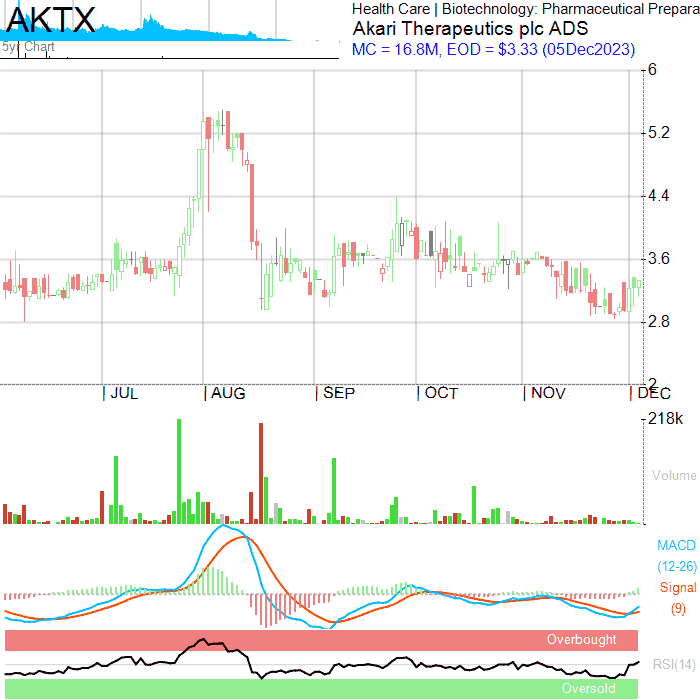 AKTX
5yr Chart
Health Care | Biotechnology: Pharmaceutical Prepara
Akari Therapeutics plc ADS
MC = 16.8M, EOD = $3.33 (05Dec2023)
6
5.2
4.4
3.6
2.8
2
JUL AUG SEP OCT NOV DEC
218k
Volume
MACD
(12-26)
Signal
(9)
Overbought
RSI(14)
Oversold